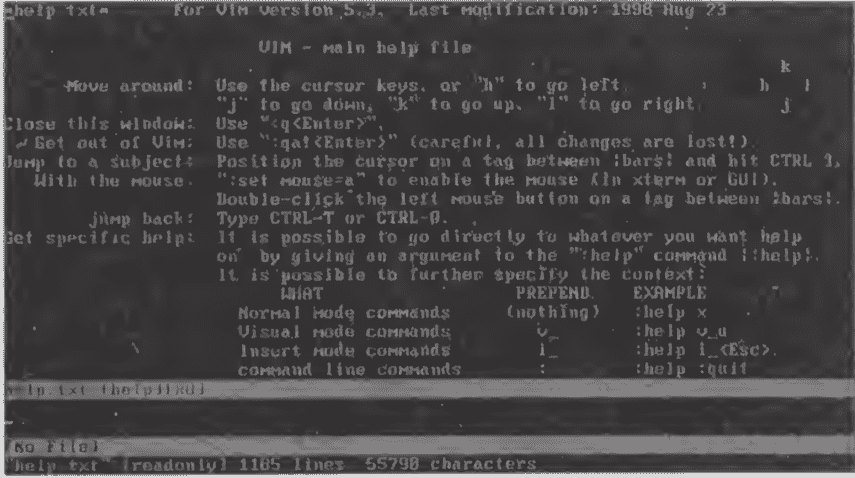 *help.txt*      For Vim version 5.3.  Last modification: 1998 Aug 23
VIM - main help file
k
Move around:  Use the cursor keys, or "h" to go left,      h   l
"j" to go down, "k" to go up, "l" to go right.      j
Close this window:  Use ":q<Enter>".
Get out of Vim:  Use ":qa!<Enter>" (careful, all changes are lost!).
Jump to a subject:  Position the cursor on a tag between |bars| and hit CTRL-].
With the mouse:  ":set mouse=a" to enable the mouse (in xterm or GUI).
Double-click the left mouse button on a tag between |bars|.
jump back:  Type CTRL-T or CTRL-O.
Get specific help:  It is possible to go directly to whatever you want help
on, by giving an argument to the ":help" command |:help|.
It is possible to further specify the context:
WHAT      PREPEND      EXAMPLE
Normal mode commands      (nothing)      :help x
Visual mode commands      v_      :help v_u
Insert mode commands      i_      :help i_<Esc>
command line commands      :      :help :quit
help.txt [help][RO]
[No File]
"help.txt" [readonly] 1185 lines, 55790 characters